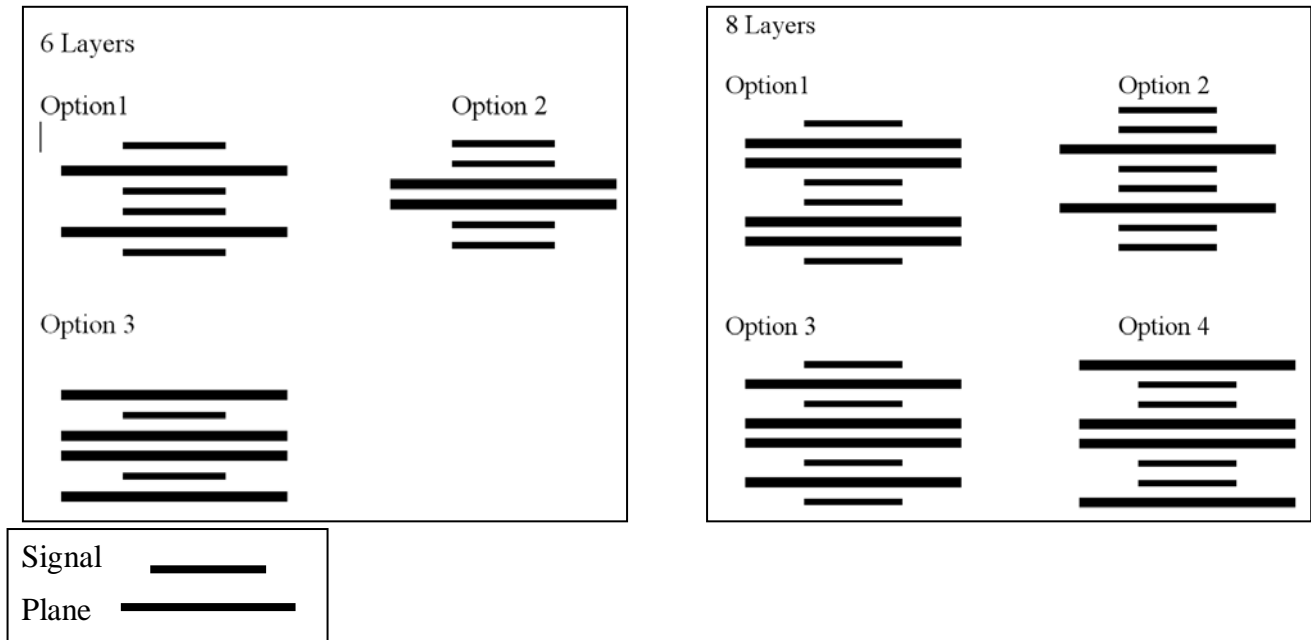 6 Layers
Option1
Option 2
Option 3
8 Layers
Option1
Option 2
Option 3
Option 4
Signal
Plane